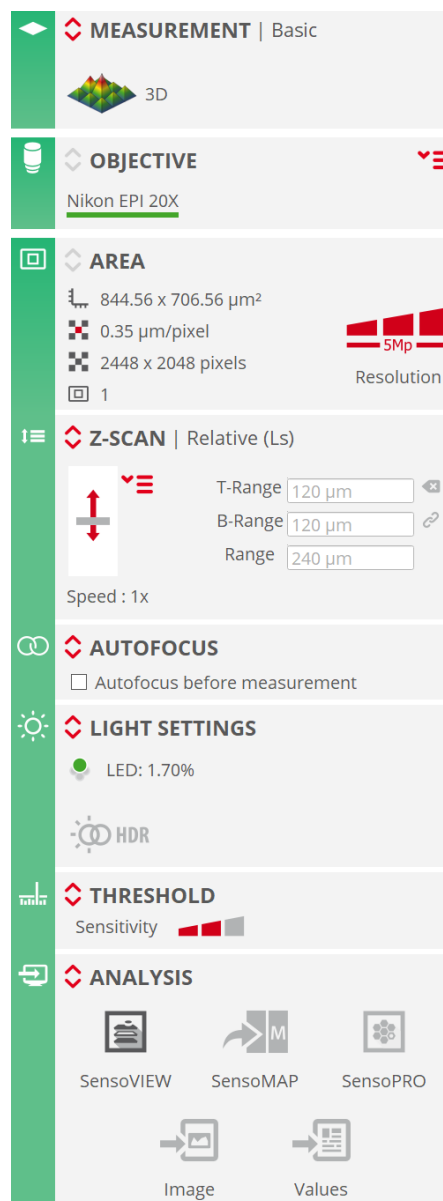 MEASUREMENT | Basic
3D
OBJECTIVE
Nikon EPI 20X
AREA
844.56 x 706.56 µm²
0.35 µm/pixel
2448 x 2048 pixels
1
5Mp
Resolution
Z-SCAN | Relative (Ls)
T-Range 120 µm
B-Range 120 µm
Range 240 µm
Speed : 1x
AUTOFOCUS
Autofocus before measurement
LIGHT SETTINGS
LED: 1.70%
HDR
THRESHOLD
Sensitivity
ANALYSIS
M
SensoVIEW SensoMAP SensoPRO
Image Values